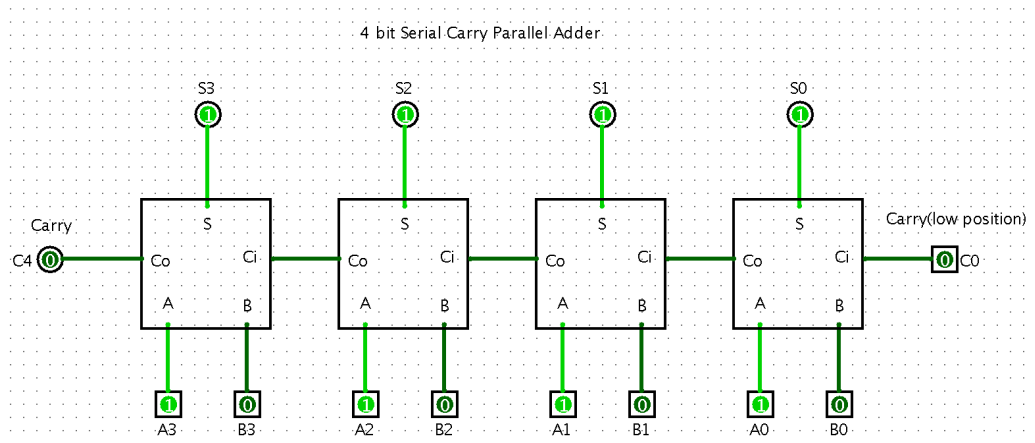 4 bit Serial Carry Parallel Adder
S3 S2 S1 S0
1 1 1 1
Carry Carry(low position)
S S S S
C4 0 Co Ci Co Ci Co Ci Co Ci 0 C0
A B A B A B A B
1 0 1 0 1 0 1 0
A3 B3 A2 B2 A1 B1 A0 B0